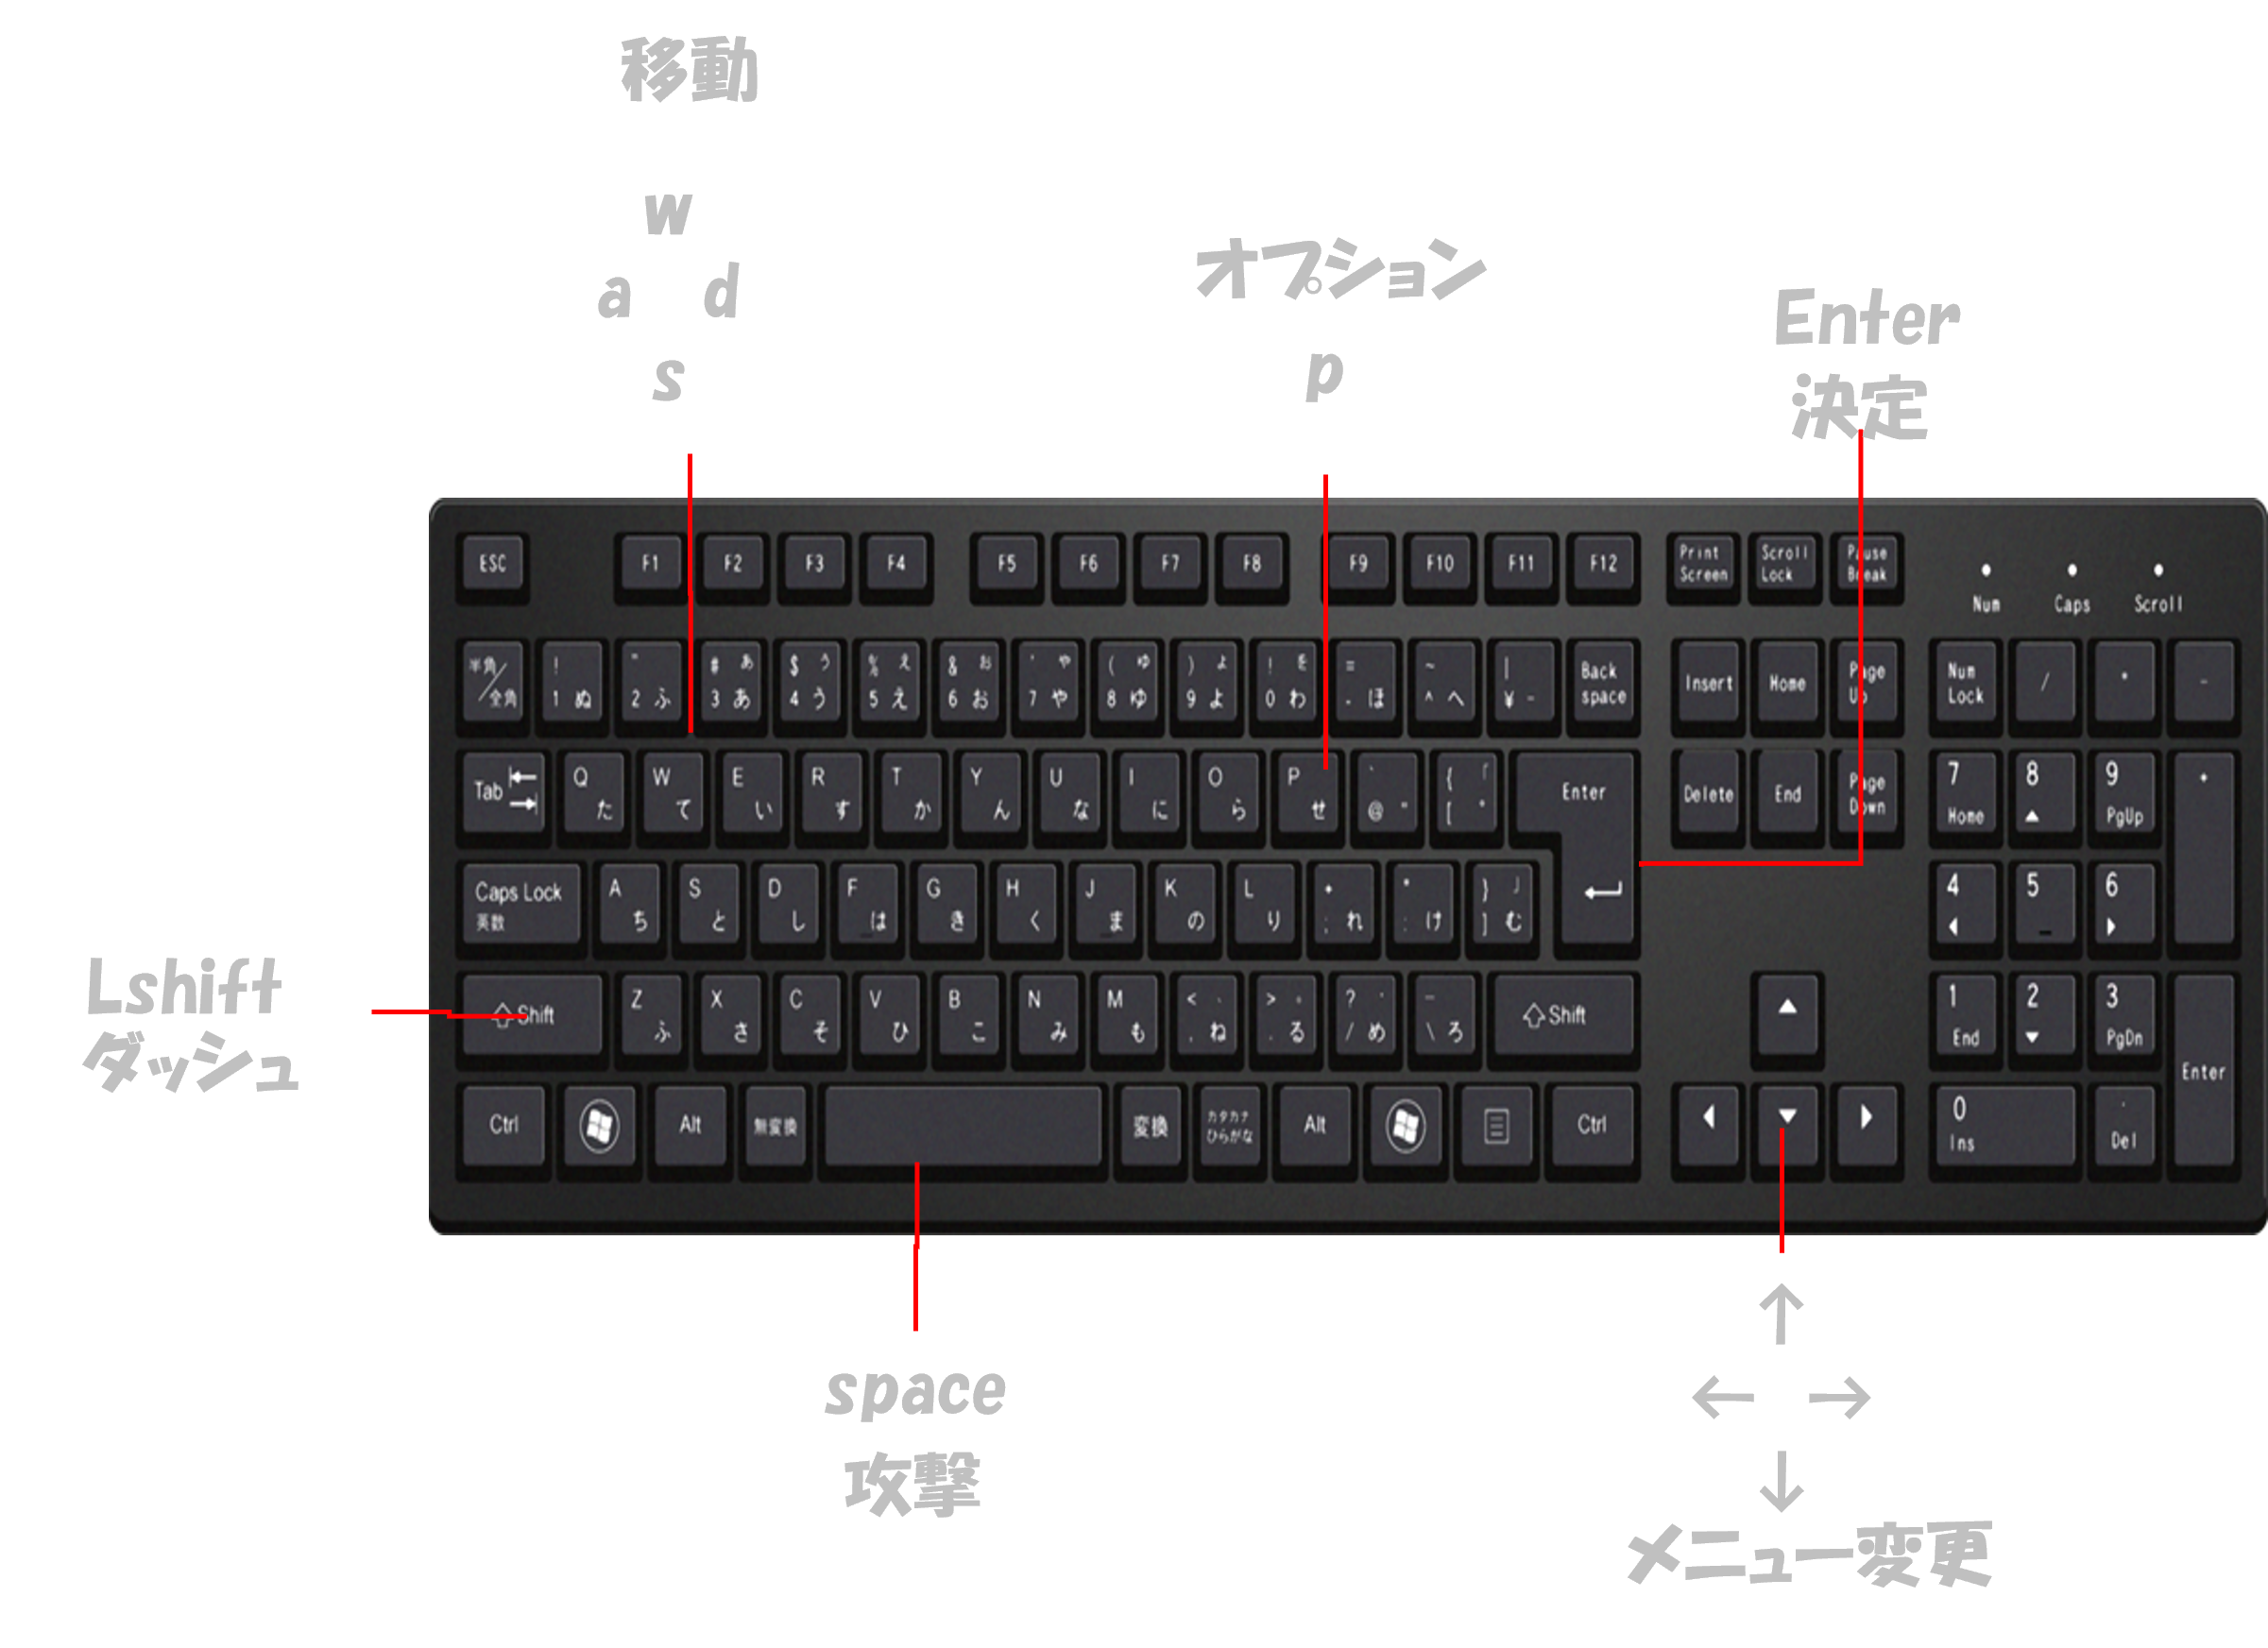 移動
w
a d
s
オプション
p
Enter
決定
ESC F1 F2 F3 F4 F5 F6 F7 F8 F9 F10 F11 F12 Print Screen Scroll Lock Pause Break
Num Caps Scroll
半角/全角 ! 1 ぬ " 2 ふ # あ 3 あ $ う 4 う % え 5 え & お 6 お ' や 7 や ( ゆ 8 ゆ ) よ 9 よ ! を 0 わ = - ほ ~ ^ へ | ¥ - Back space Insert Home Page Up Num Lock / * -
Tab Q た W て E い R す T か Y ん U な I に O ら P せ ` @ ゛ { 「 [ ゜ Enter Delete End Page Down 7 Home 8 ▲ 9 PgUp +
Caps Lock 英数 A ち S と D し F は G き H く J ま K の L り + ; れ * : け } 」 ] む 4 ◀ 5 6 ▶
Lshift
ダッシュ
Shift Z ふ X さ C そ V ひ B こ N み M も < 、 , ね > 。 . る ? ・ / め _ \ ろ Shift ▲ 1 End 2 ▼ 3 PgDn Enter
Ctrl Alt 無変換 変換 カタカナ ひらがな Alt Ctrl ◀ ▼ ▶ 0 Ins . Del
space
攻撃
↑
← →
↓
メニュー変更